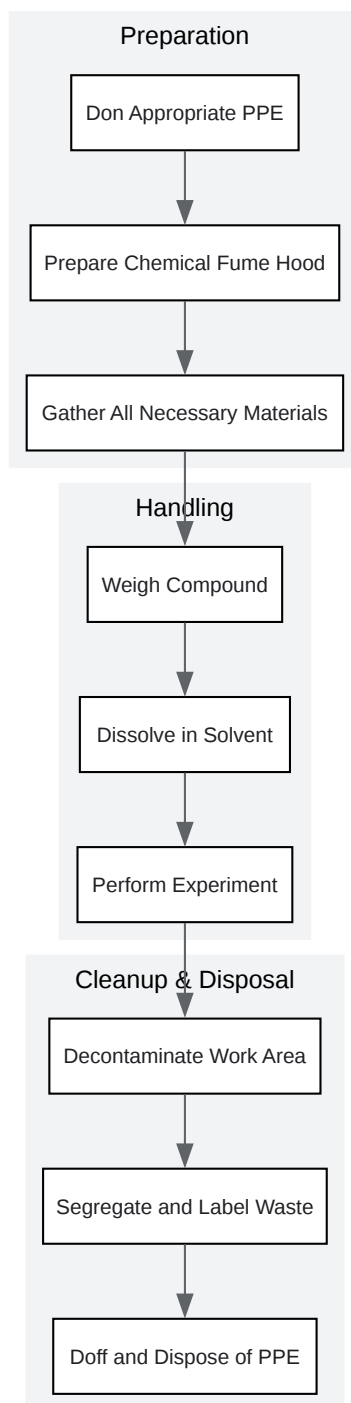 Preparation
Don Appropriate PPE
Prepare Chemical Fume Hood
Gather All Necessary Materials
Handling
Weigh Compound
Dissolve in Solvent
Perform Experiment
Cleanup & Disposal
Decontaminate Work Area
Segregate and Label Waste
Doff and Dispose of PPE